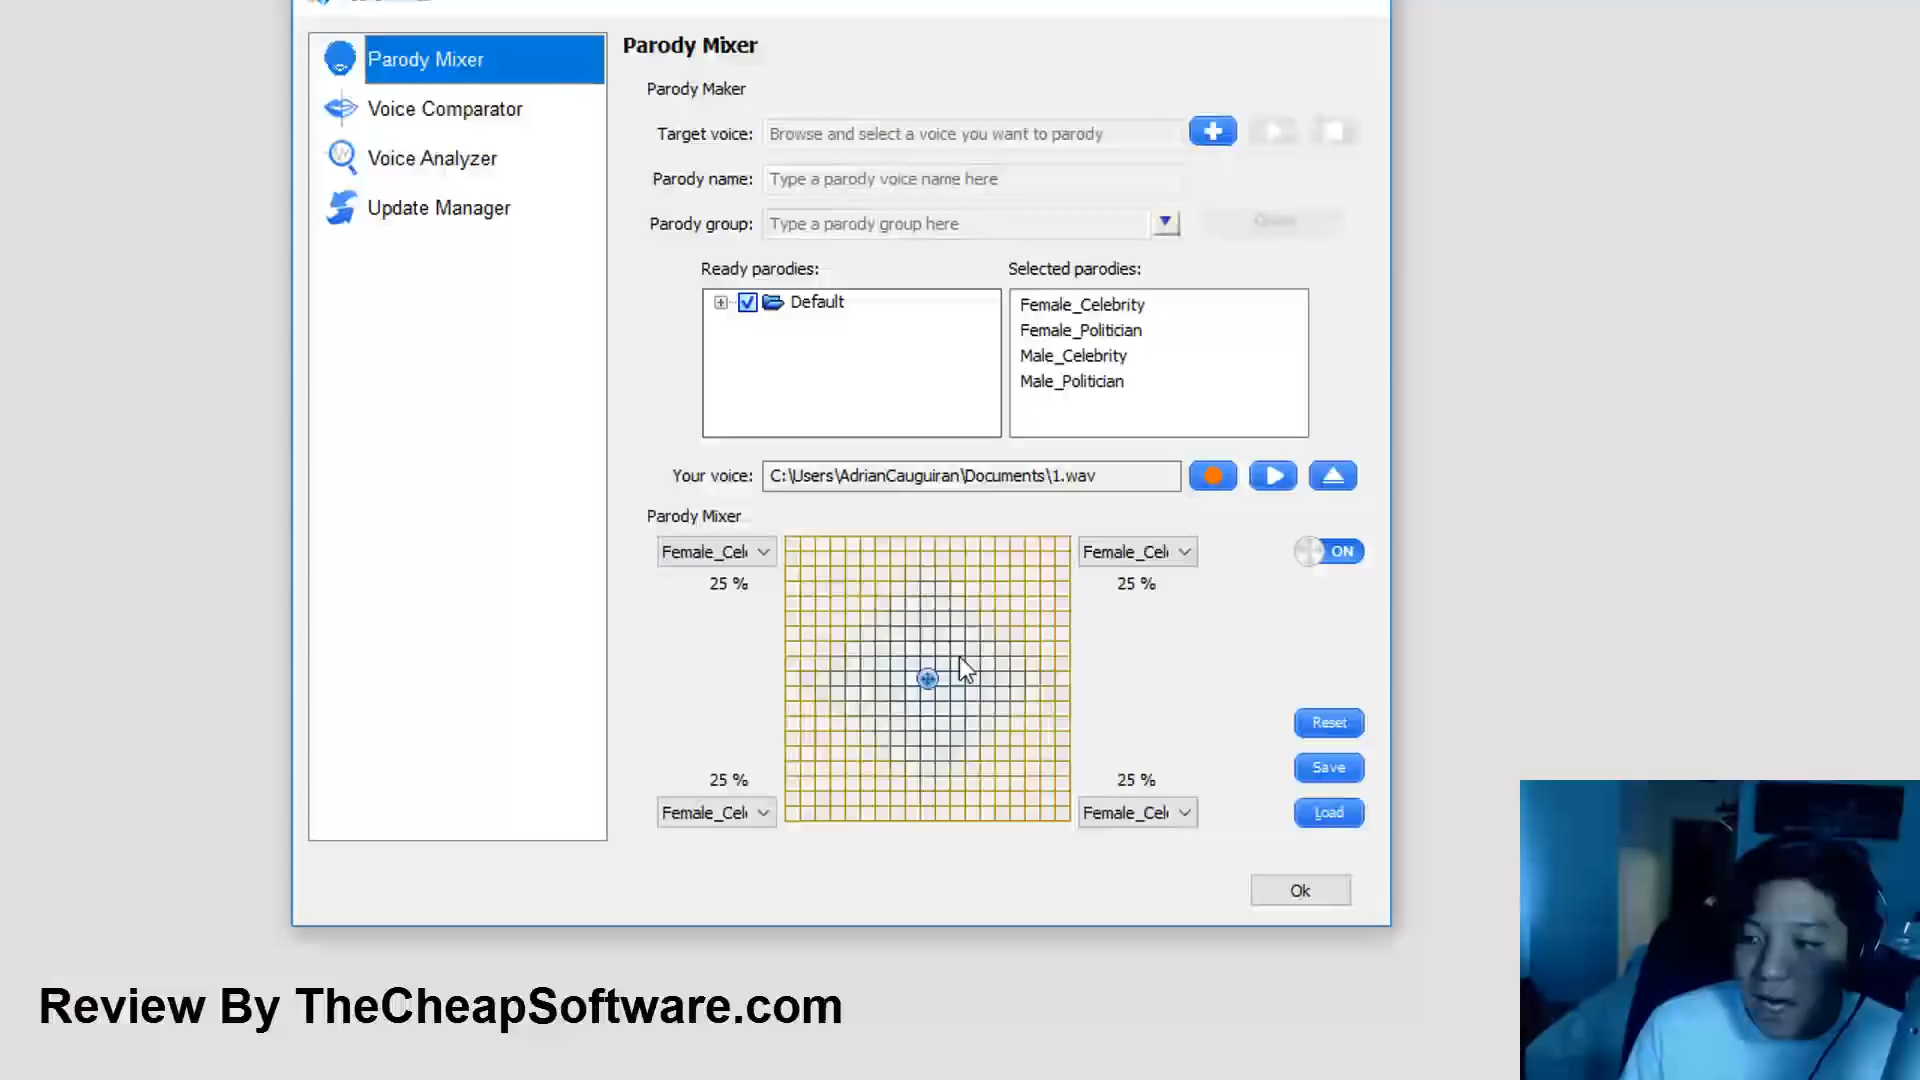 Parody Mixer
Voice Comparator
Voice Analyzer
Update Manager
Parody Mixer
Parody Maker
Target voice: Browse and select a voice you want to parody
Parody name: Type a parody voice name here
Parody group: Type a parody group here
Ready parodies: Selected parodies:
Default
Female_Celebrity
Female_Politician
Male_Celebrity
Male_Politician
Your voice: C:\Users\AdrianCauguiran\Documents\1.wav
Parody Mixer
Female_Cel Female_Cel ON
25 % 25 %
Reset
Save
25 % 25 %
Female_Cel Female_Cel Load
Ok
Review By TheCheapSoftware.com